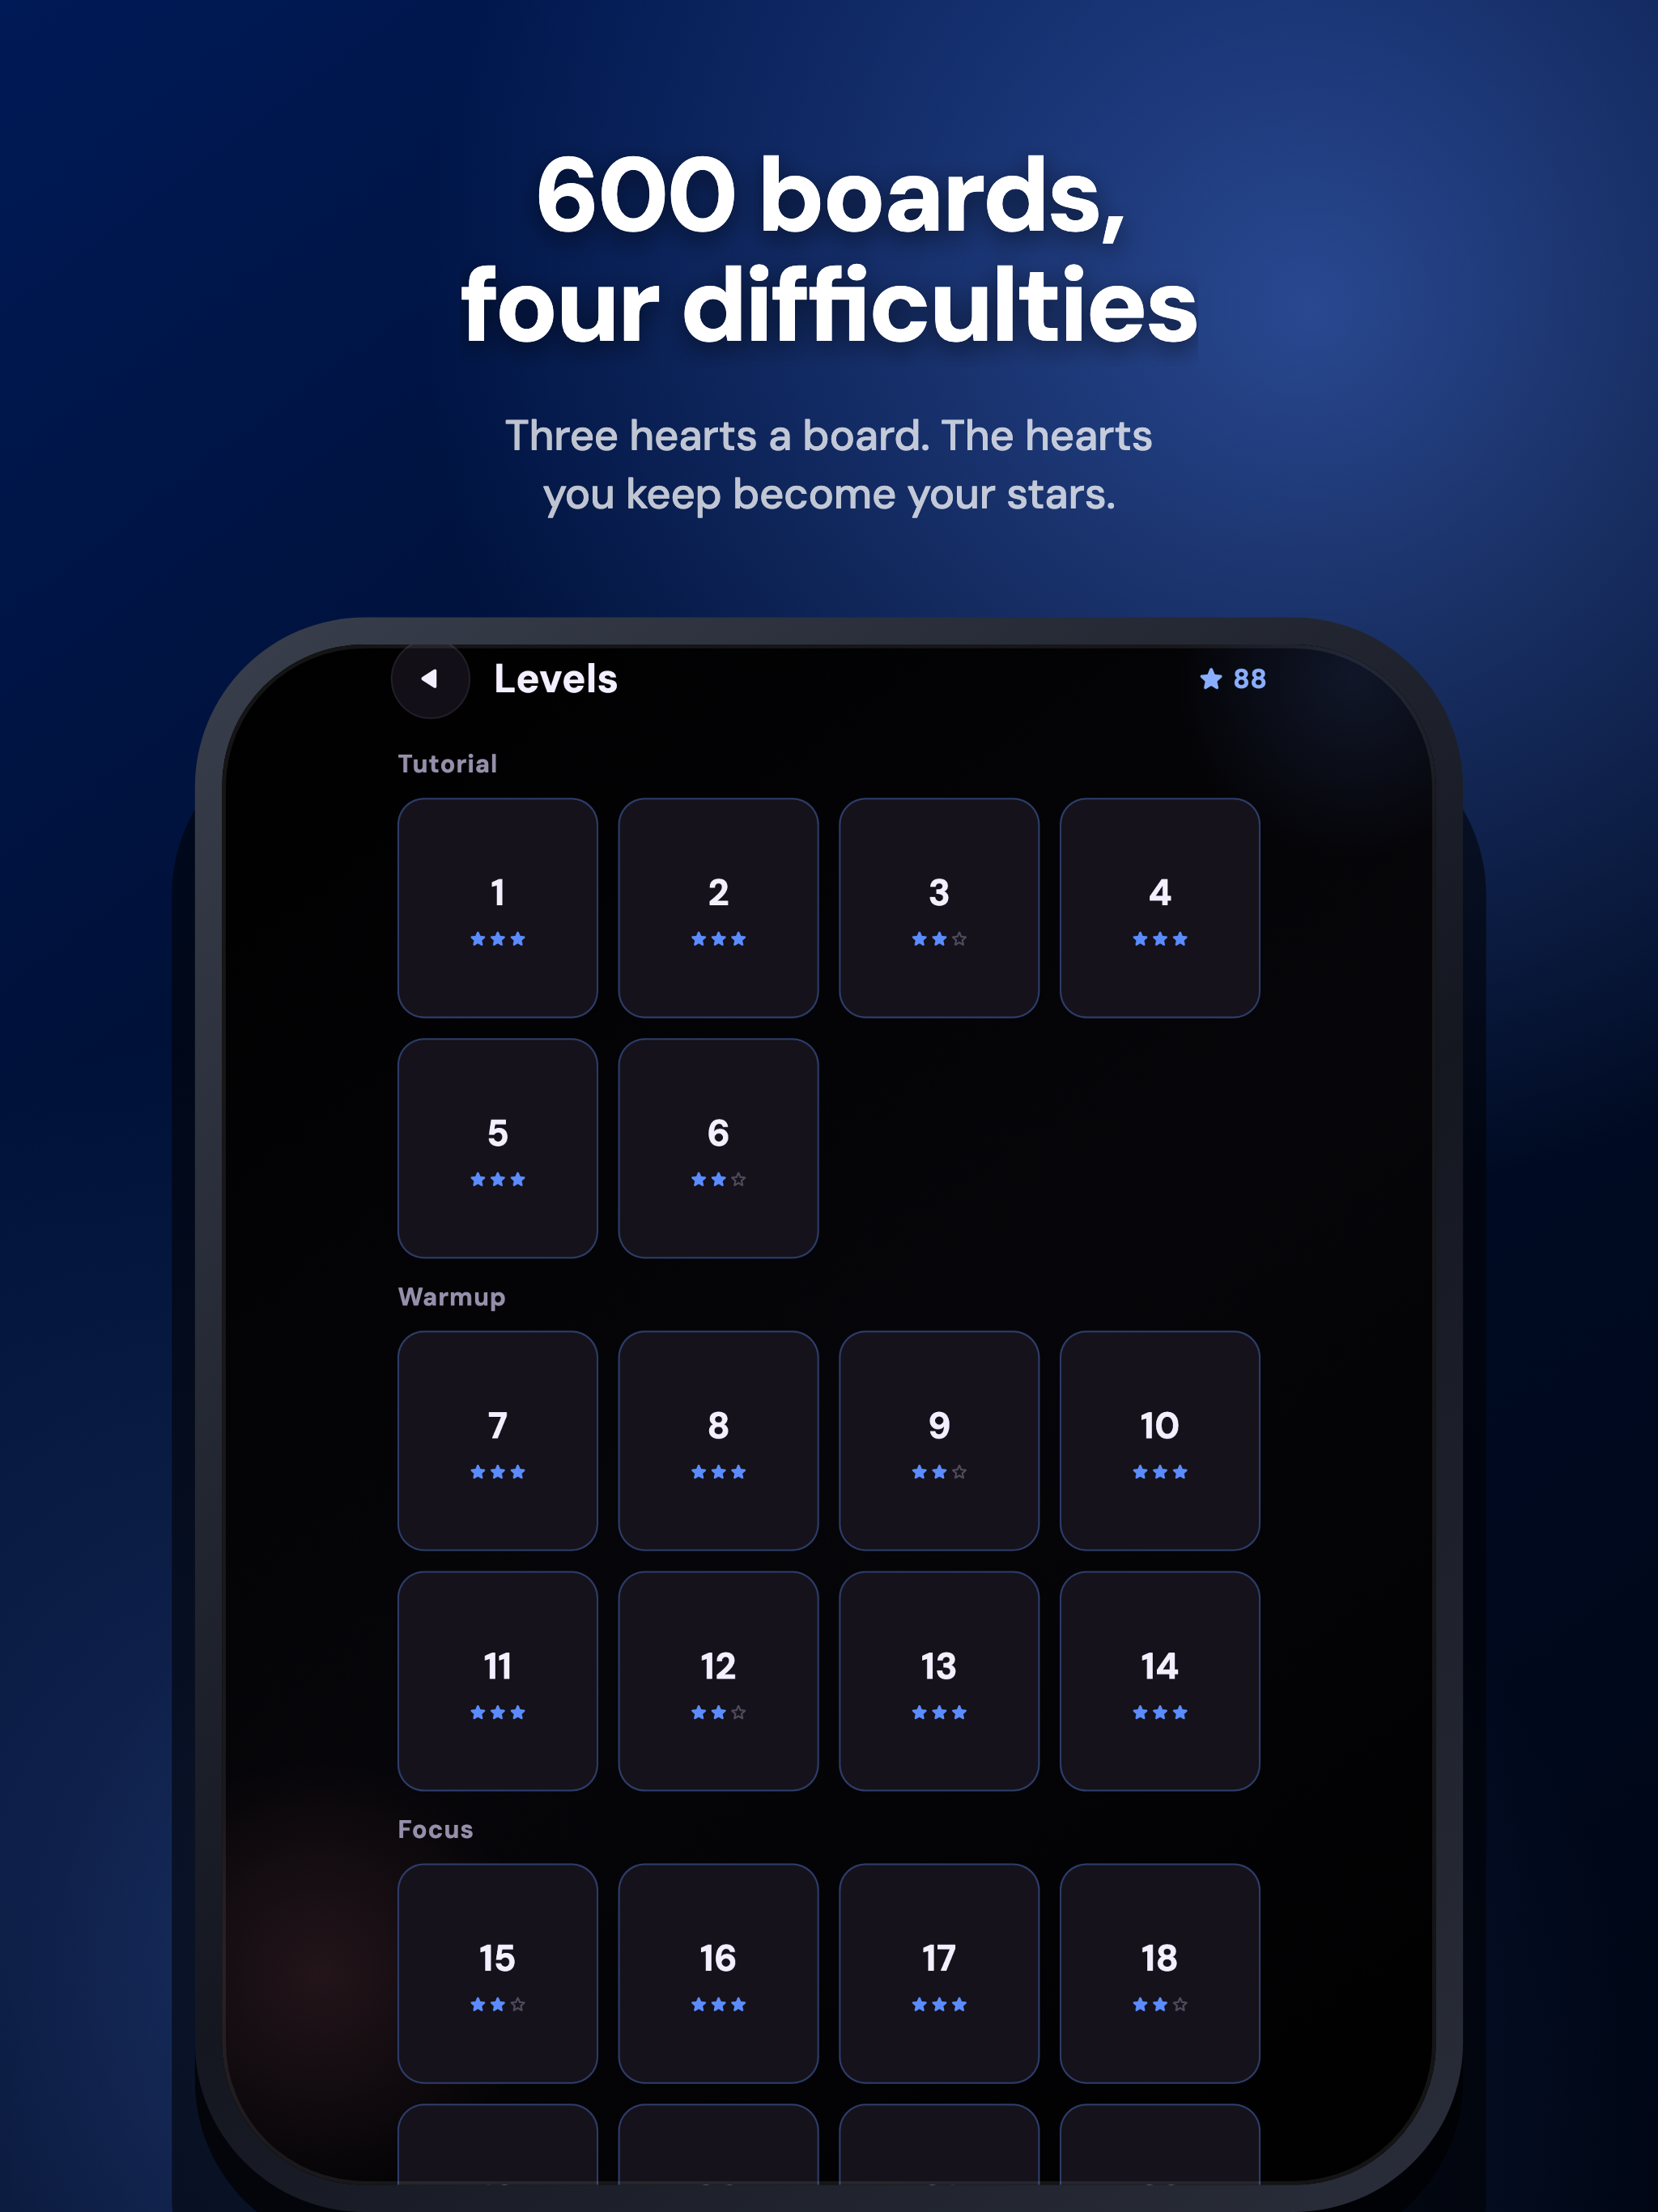 600 boards,
four difficulties
Three hearts a board. The hearts
you keep become your stars.
Levels
88
Tutorial
1 2 3 4
5 6
Warmup
7 8 9 10
11 12 13 14
Focus
15 16 17 18